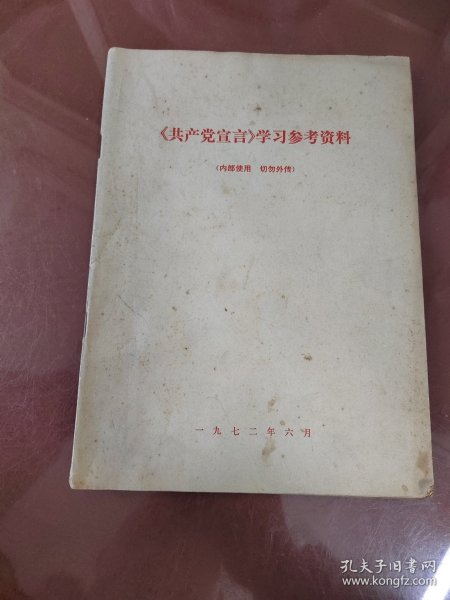 《共产党宣言》学习参考资料
(内部使用 切勿外传)
一九七二年六月
孔夫子旧书网
www.kongfz.com